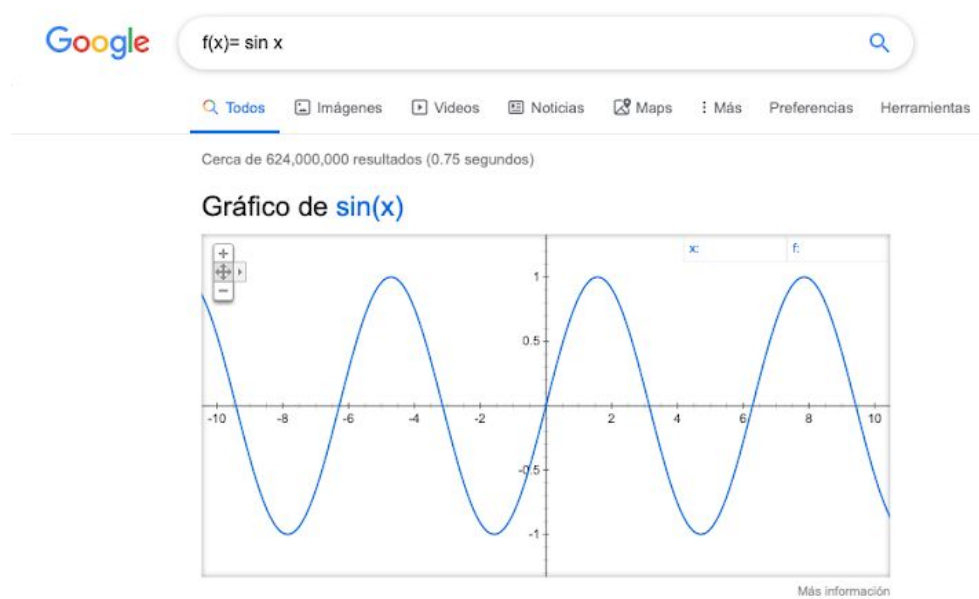 Google f(x)= sin x
Todos Imágenes Videos Noticias Maps Más Preferencias Herramientas
Cerca de 624,000,000 resultados (0.75 segundos)
Gráfico de sin(x)
x: f:
1
0.5
-10 -8 -6 -4 -2 2 4 6 8 10
-0.5
-1
Más información